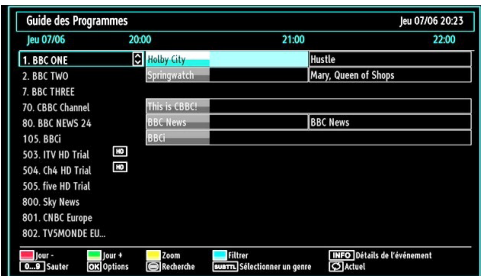 Guide des Programmes Jeu 07/06 20:23
Jeu 07/06 20:00 21:00 22:00
1. BBC ONE Holby City Hustle
2. BBC TWO Springwatch Mary, Queen of Shops
7. BBC THREE
70. CBBC Channel This is CBBC!
80. BBC NEWS 24 BBC News BBC News
105. BBCi BBCi
503. ITV HD Trial HD
504. Ch4 HD Trial HD
505. five HD Trial
800. Sky News
801. CNBC Europe
802. TV5MONDE EU...
Jour - Jour + Zoom Filtrer INFO Détails de l'événement
0...9 Sauter OK Options Recherche SUBTTL Sélectionner un genre Actuel